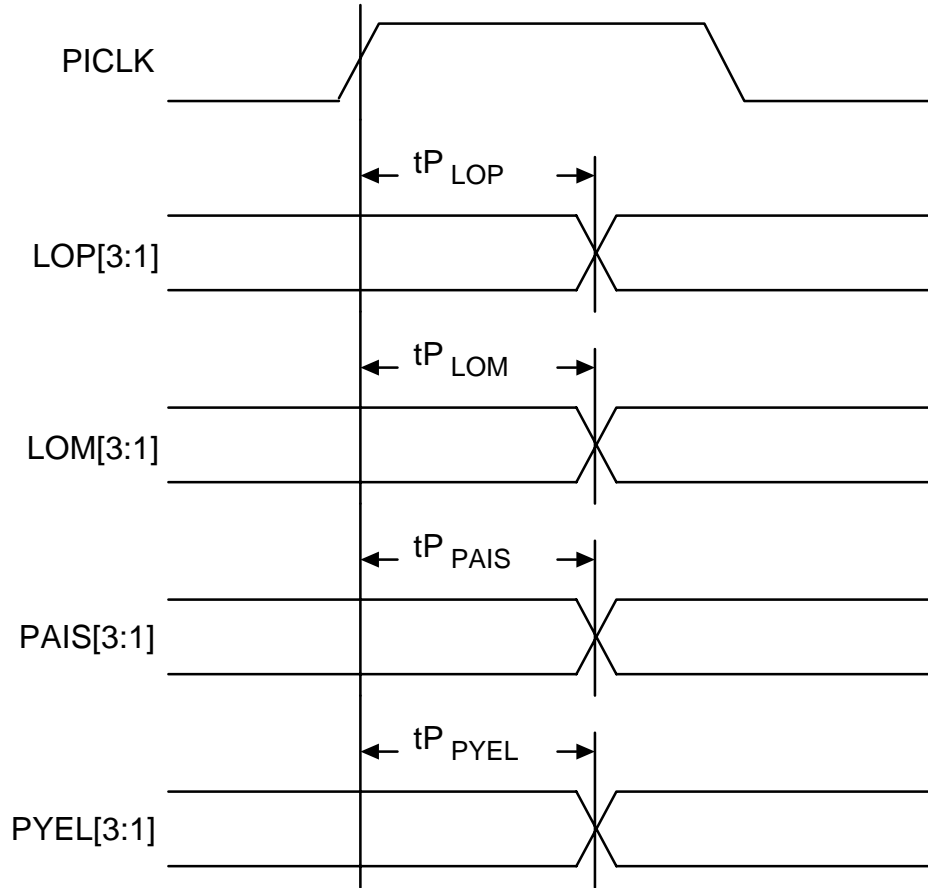 PICLK
tP LOP
LOP[3:1]
tP LOM
LOM[3:1]
tP PAIS
PAIS[3:1]
tP PYEL
PYEL[3:1]